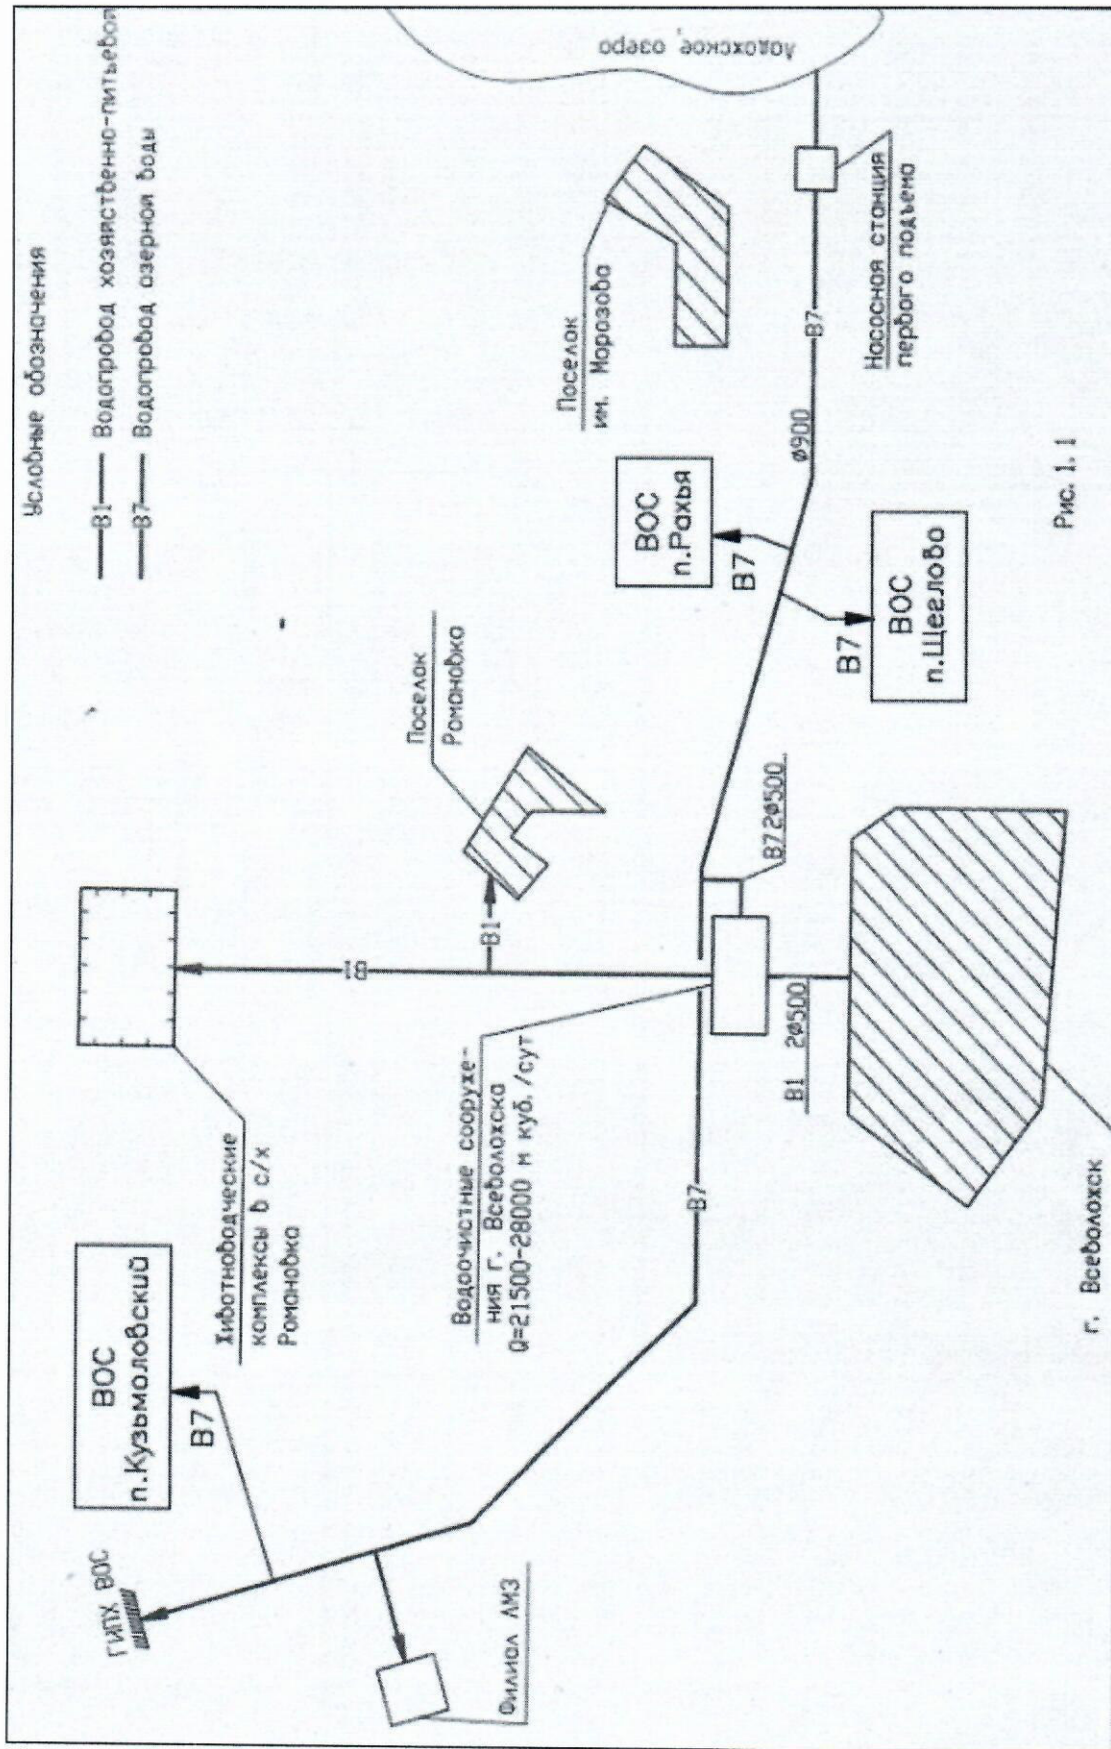 Условные обозначения
В1 Водопровод хозяйственно-питьевой
В7 Водопровод озерной воды
Ладожское озеро
ГИПХ ВОС
ВОС
п.Кузьмоловский
В7
Животноводческие
комплексы в с/х
Романовка
В1
Поселок
Романовка
В1
Поселок
им. Морозова
Филиал ЛМЗ
Водоочистные сооруже-
ния г. Всеволожска
Q=21500-28000 м куб. /сут
ВОС
п.Рахья
В7
В7
Ø900
В7
В7 2Ø500
В7
ВОС
п.Щеглово
Насосная станция
первого подъема
В1 2Ø500
г. Всеволожск
Рис. 1.1